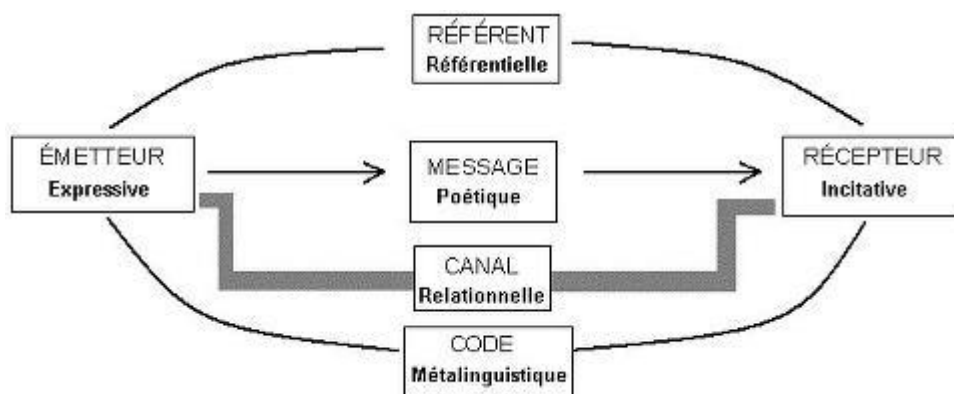 RÉFÉRENT
Référentielle
ÉMETTEUR
Expressive
MESSAGE
Poétique
RÉCEPTEUR
Incitative
CANAL
Relationnelle
CODE
Métalinguistique